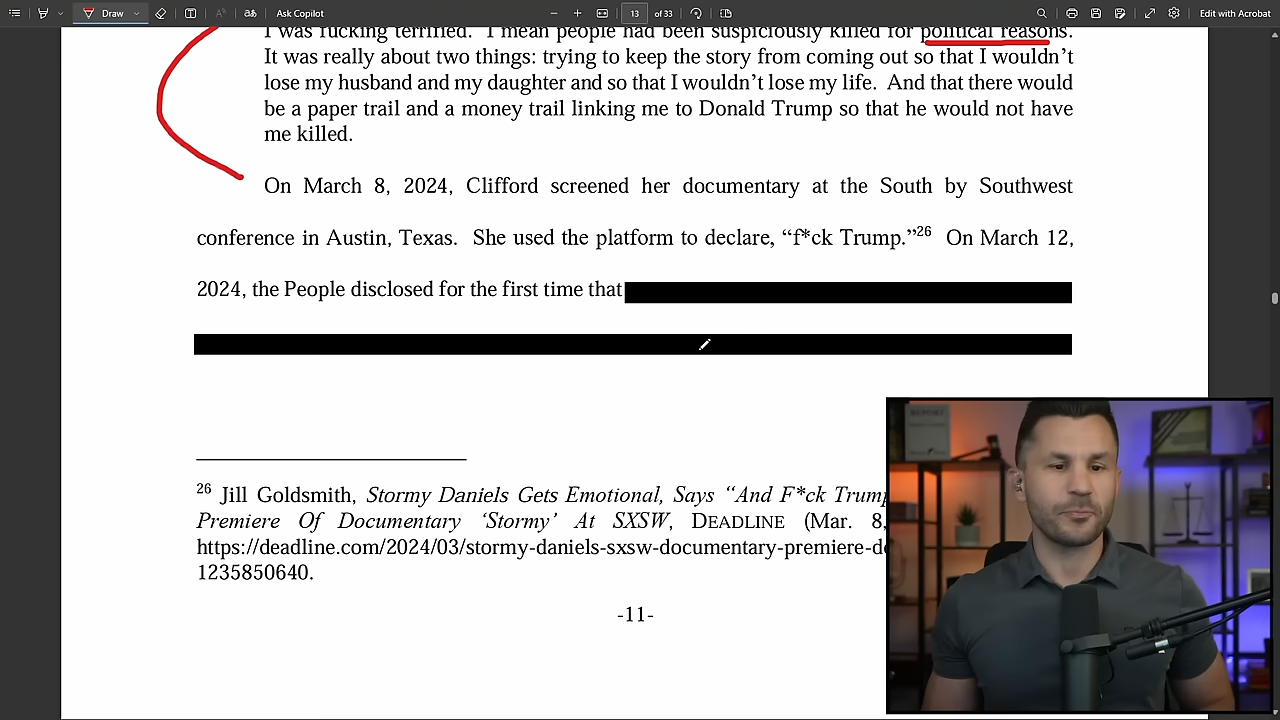 Draw
Ask Copilot
13 of 33
Edit with Acrobat
I was fucking terrified. I mean people had been suspiciously killed for political reasons.
It was really about two things: trying to keep the story from coming out so that I wouldn’t
lose my husband and my daughter and so that I wouldn’t lose my life. And that there would
be a paper trail and a money trail linking me to Donald Trump so that he would not have
me killed.
On March 8, 2024, Clifford screened her documentary at the South by Southwest
conference in Austin, Texas. She used the platform to declare, “f*ck Trump.”26 On March 12,
2024, the People disclosed for the first time that
26 Jill Goldsmith, Stormy Daniels Gets Emotional, Says “And F*ck Trump
Premiere Of Documentary ‘Stormy’ At SXSW, DEADLINE (Mar. 8,
https://deadline.com/2024/03/stormy-daniels-sxsw-documentary-premiere-d
1235850640.
-11-